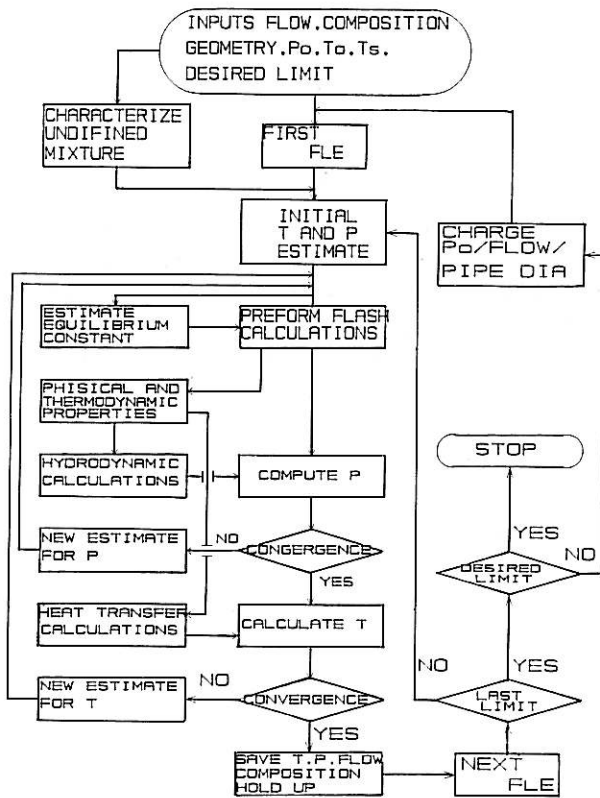 INPUTS FLOW.COMPOSITION
GEOMETRY.Po.To.Ts.
DESIRED LIMIT
CHARACTERIZE
UNDIFINED
MIXTURE
FIRST
FLE
INITIAL
T AND P
ESTIMATE
CHARGE
Po/FLOW/
PIPE DIA
ESTIMATE
EQUILIBRIUM
CONSTANT
PREFORM FLASH
CALCULATIONS
PHISICAL AND
THERMODYNAMIC
PROPERTIES
HYDRODYNAMIC
CALCULATIONS
COMPUTE P
STOP
NEW ESTIMATE
FOR P
NO
CONGERGENCE
YES
YES
NO
DESIRED
LIMIT
HEAT TRANSFER
CALCULATIONS
CALCULATE T
NEW ESTIMATE
FOR T
NO
CONVERGENCE
YES
NO
YES
LAST
LIMIT
SAVE T.P.FLOW
COMPOSITION
HOLD UP
NEXT
FLE